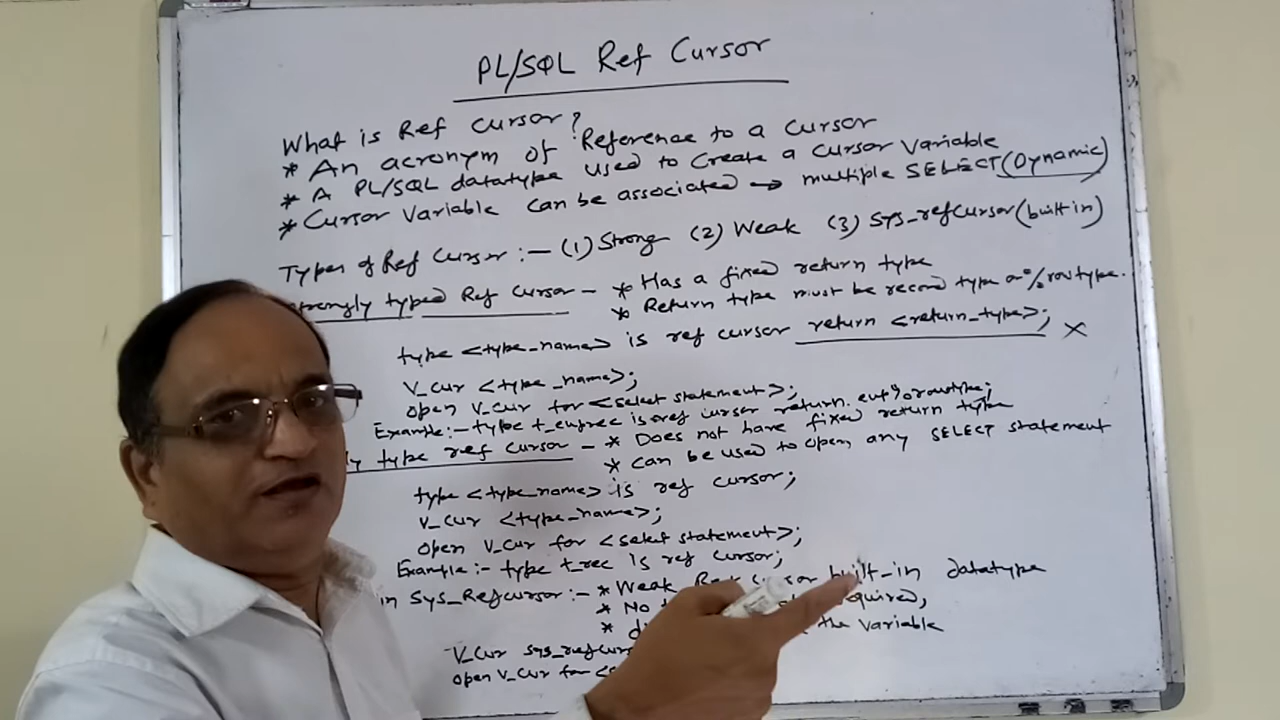 PL/SQL Ref Cursor
What is Ref cursor?
* An acronym of Reference to a cursor
* A PL/SQL datatype used to create a cursor variable
* Cursor variable can be associated → multiple SELECT (Dynamic)
Types of Ref Cursor :- (1) Strong (2) Weak (3) Sys_refcursor (built in)
typed Ref Cursor - * Has a fixed return type
* Return type must be record type or %rowtype.
type <type_name> is ref cursor return <return_type>; ×
V_cur <type_name>;
open V_cur for <select statement>;
Example:- type t_emprec is ref cursor return emp%rowtype;
type ref cursor - * Does not have fixed return type
* can be used to open any SELECT statement
type <type_name> is ref cursor;
V_cur <type_name>;
open V_cur for <select statement>;
Example:- type t_rec is ref cursor;
in Sys_Refcursor :- * Weak Ref built-in datatype
* No
* the variable
V_cur
open V_cur for